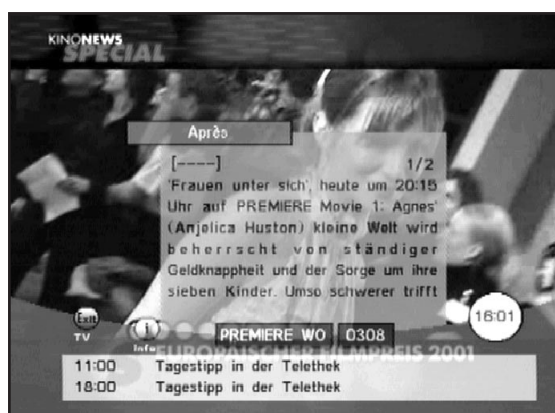 KINONEWS
SPECIAL
Après
[----] 1/2
'Frauen unter sich', heute um 20:15
Uhr auf PREMIERE Movie 1: Agnes'
(Anjelica Huston) kleine Welt wird
beherrscht von ständiger
Geldknappheit und der Sorge um ihre
sieben Kinder. Umso schwerer trifft
Exit
TV
i
Info
PREMIERE WO 0308
16:01
EUROPÄISCHER FILMPREIS 2001
11:00 Tagestipp in der Telethek
18:00 Tagestipp in der Telethek